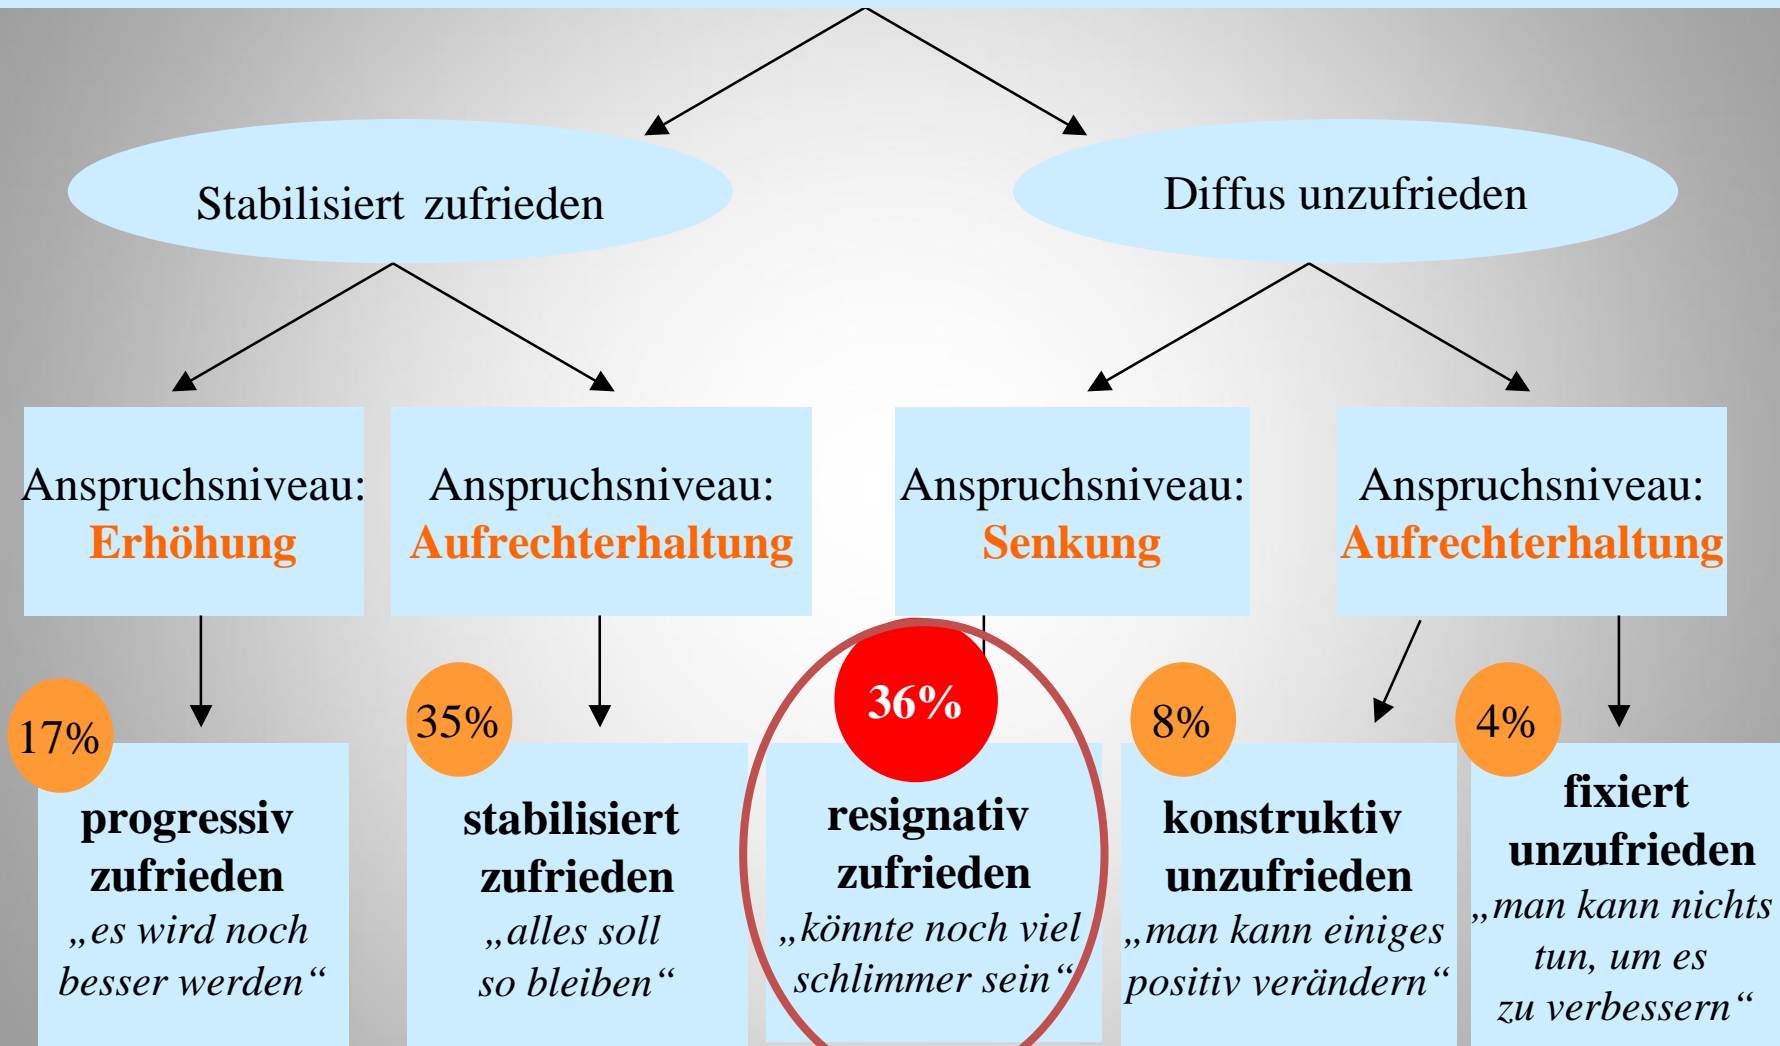 Stabilisiert zufrieden
Diffus unzufrieden
Anspruchsniveau:
Erhöhung
Anspruchsniveau:
Aufrechterhaltung
Anspruchsniveau:
Senkung
Anspruchsniveau:
Aufrechterhaltung
17%
progressiv
zufrieden
„es wird noch
besser werden“
35%
stabilisiert
zufrieden
„alles soll
so bleiben“
36%
resignativ
zufrieden
„könnte noch viel
schlimmer sein“
8%
konstruktiv
unzufrieden
„man kann einiges
positiv verändern“
4%
fixiert
unzufrieden
„man kann nichts
tun, um es
zu verbessern“